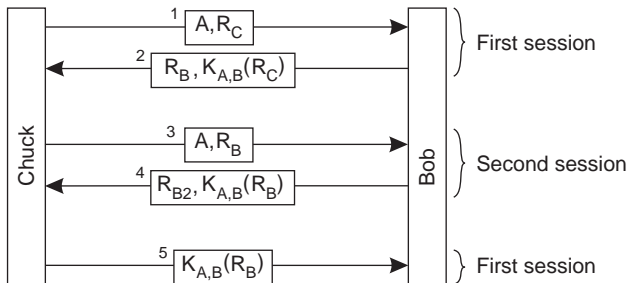 1 A,R_C
First session
2 R_B,K_A,B(R_C)
Chuck
Bob
3 A,R_B
Second session
4 R_B2,K_A,B(R_B)
5 K_A,B(R_B)
First session